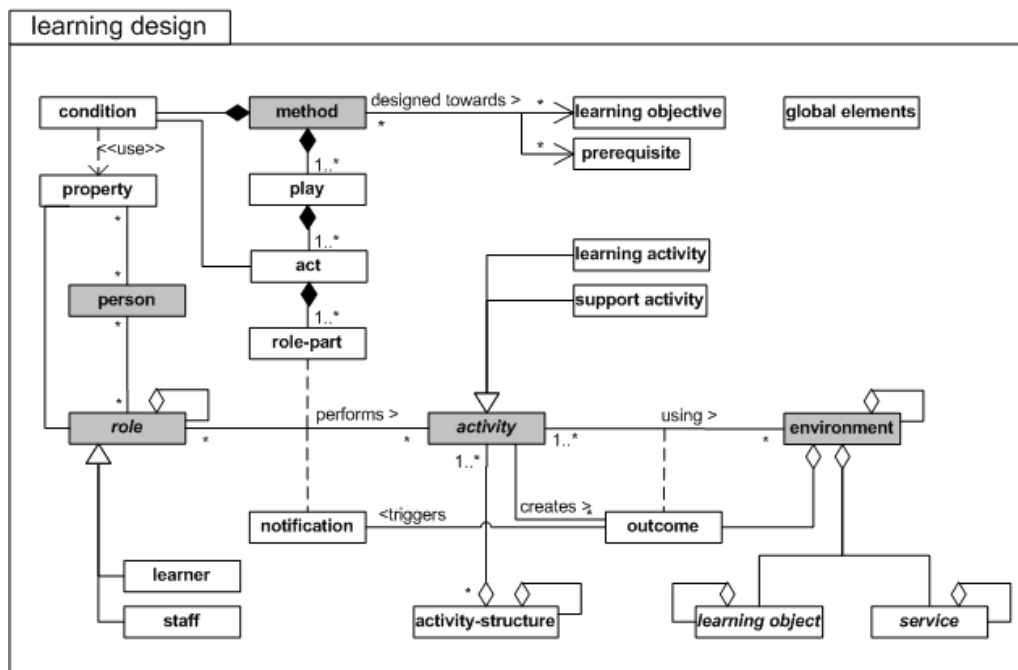 learning design
condition
method
designed towards >
*
*
learning objective
global elements
<<use>>
*
prerequisite
1..*
property
play
*
1..*
learning activity
act
*
support activity
person
*
1..*
role-part
*
performs >
using >
role
activity
environment
*
*
1..*
*
1..*
<triggers
creates >
*
notification
outcome
learner
*
staff
activity-structure
learning object
service